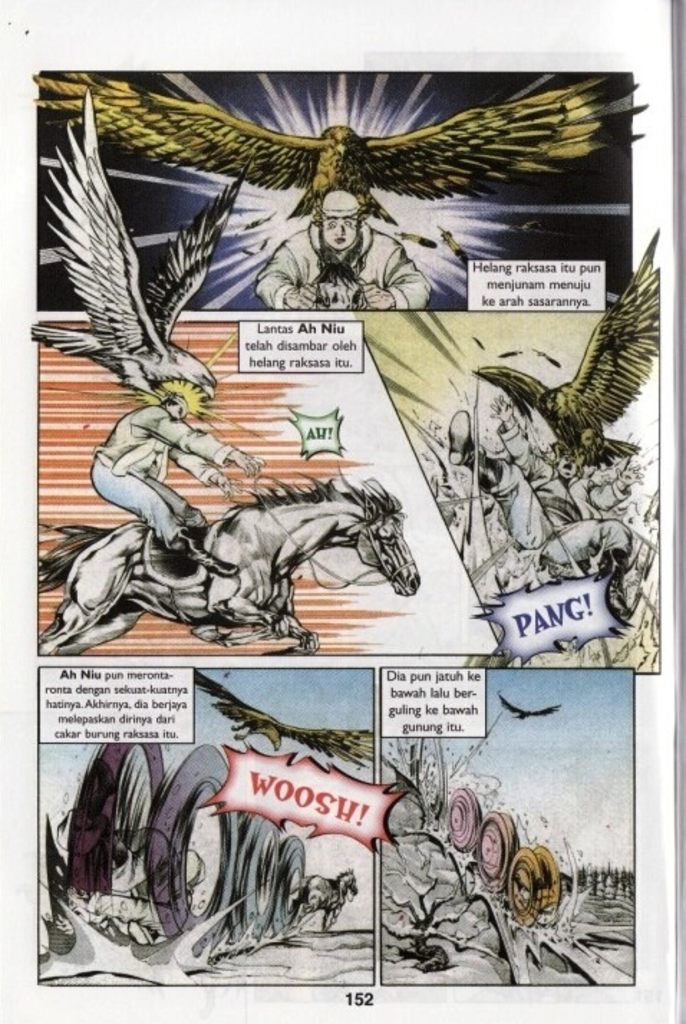 Helang raksasa itu pun
menjunam menuju
ke arah sasarannya.
Lantas Ah Niu
telah disambar oleh
helang raksasa itu.
AH!
PANG!
Ah Niu pun meronta-
ronta dengan sekuat-kuatnya
hatinya. Akhirnya, dia berjaya
melepaskan dirinya dari
cakar burung raksasa itu.
WOOSH!
Dia pun jatuh ke
bawah lalu ber-
guling ke bawah
gunung itu.
152